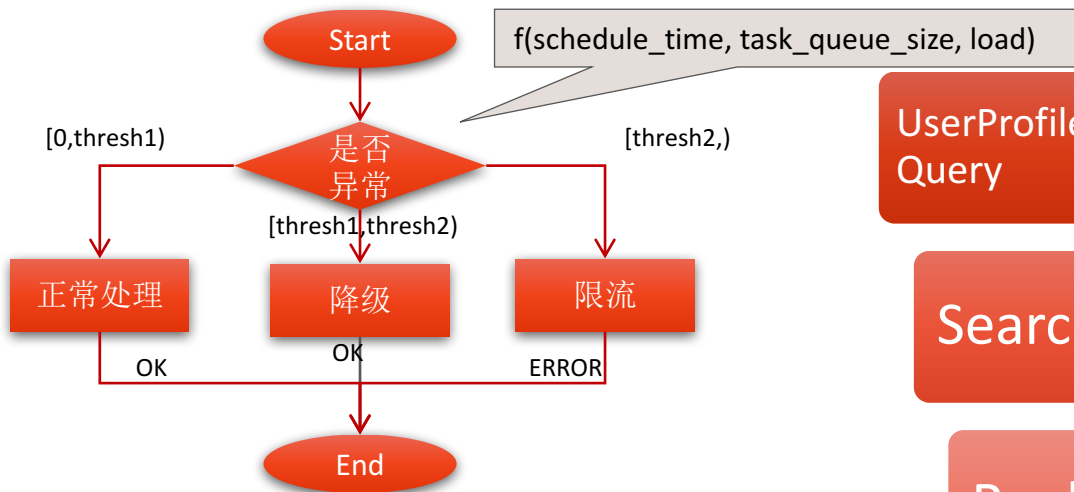 Start
f(schedule_time, task_queue_size, load)
[0,thresh1)
是否
异常
[thresh2,)
UserProfile
Query
[thresh1,thresh2)
正常处理
降级
限流
OK
OK
ERROR
End